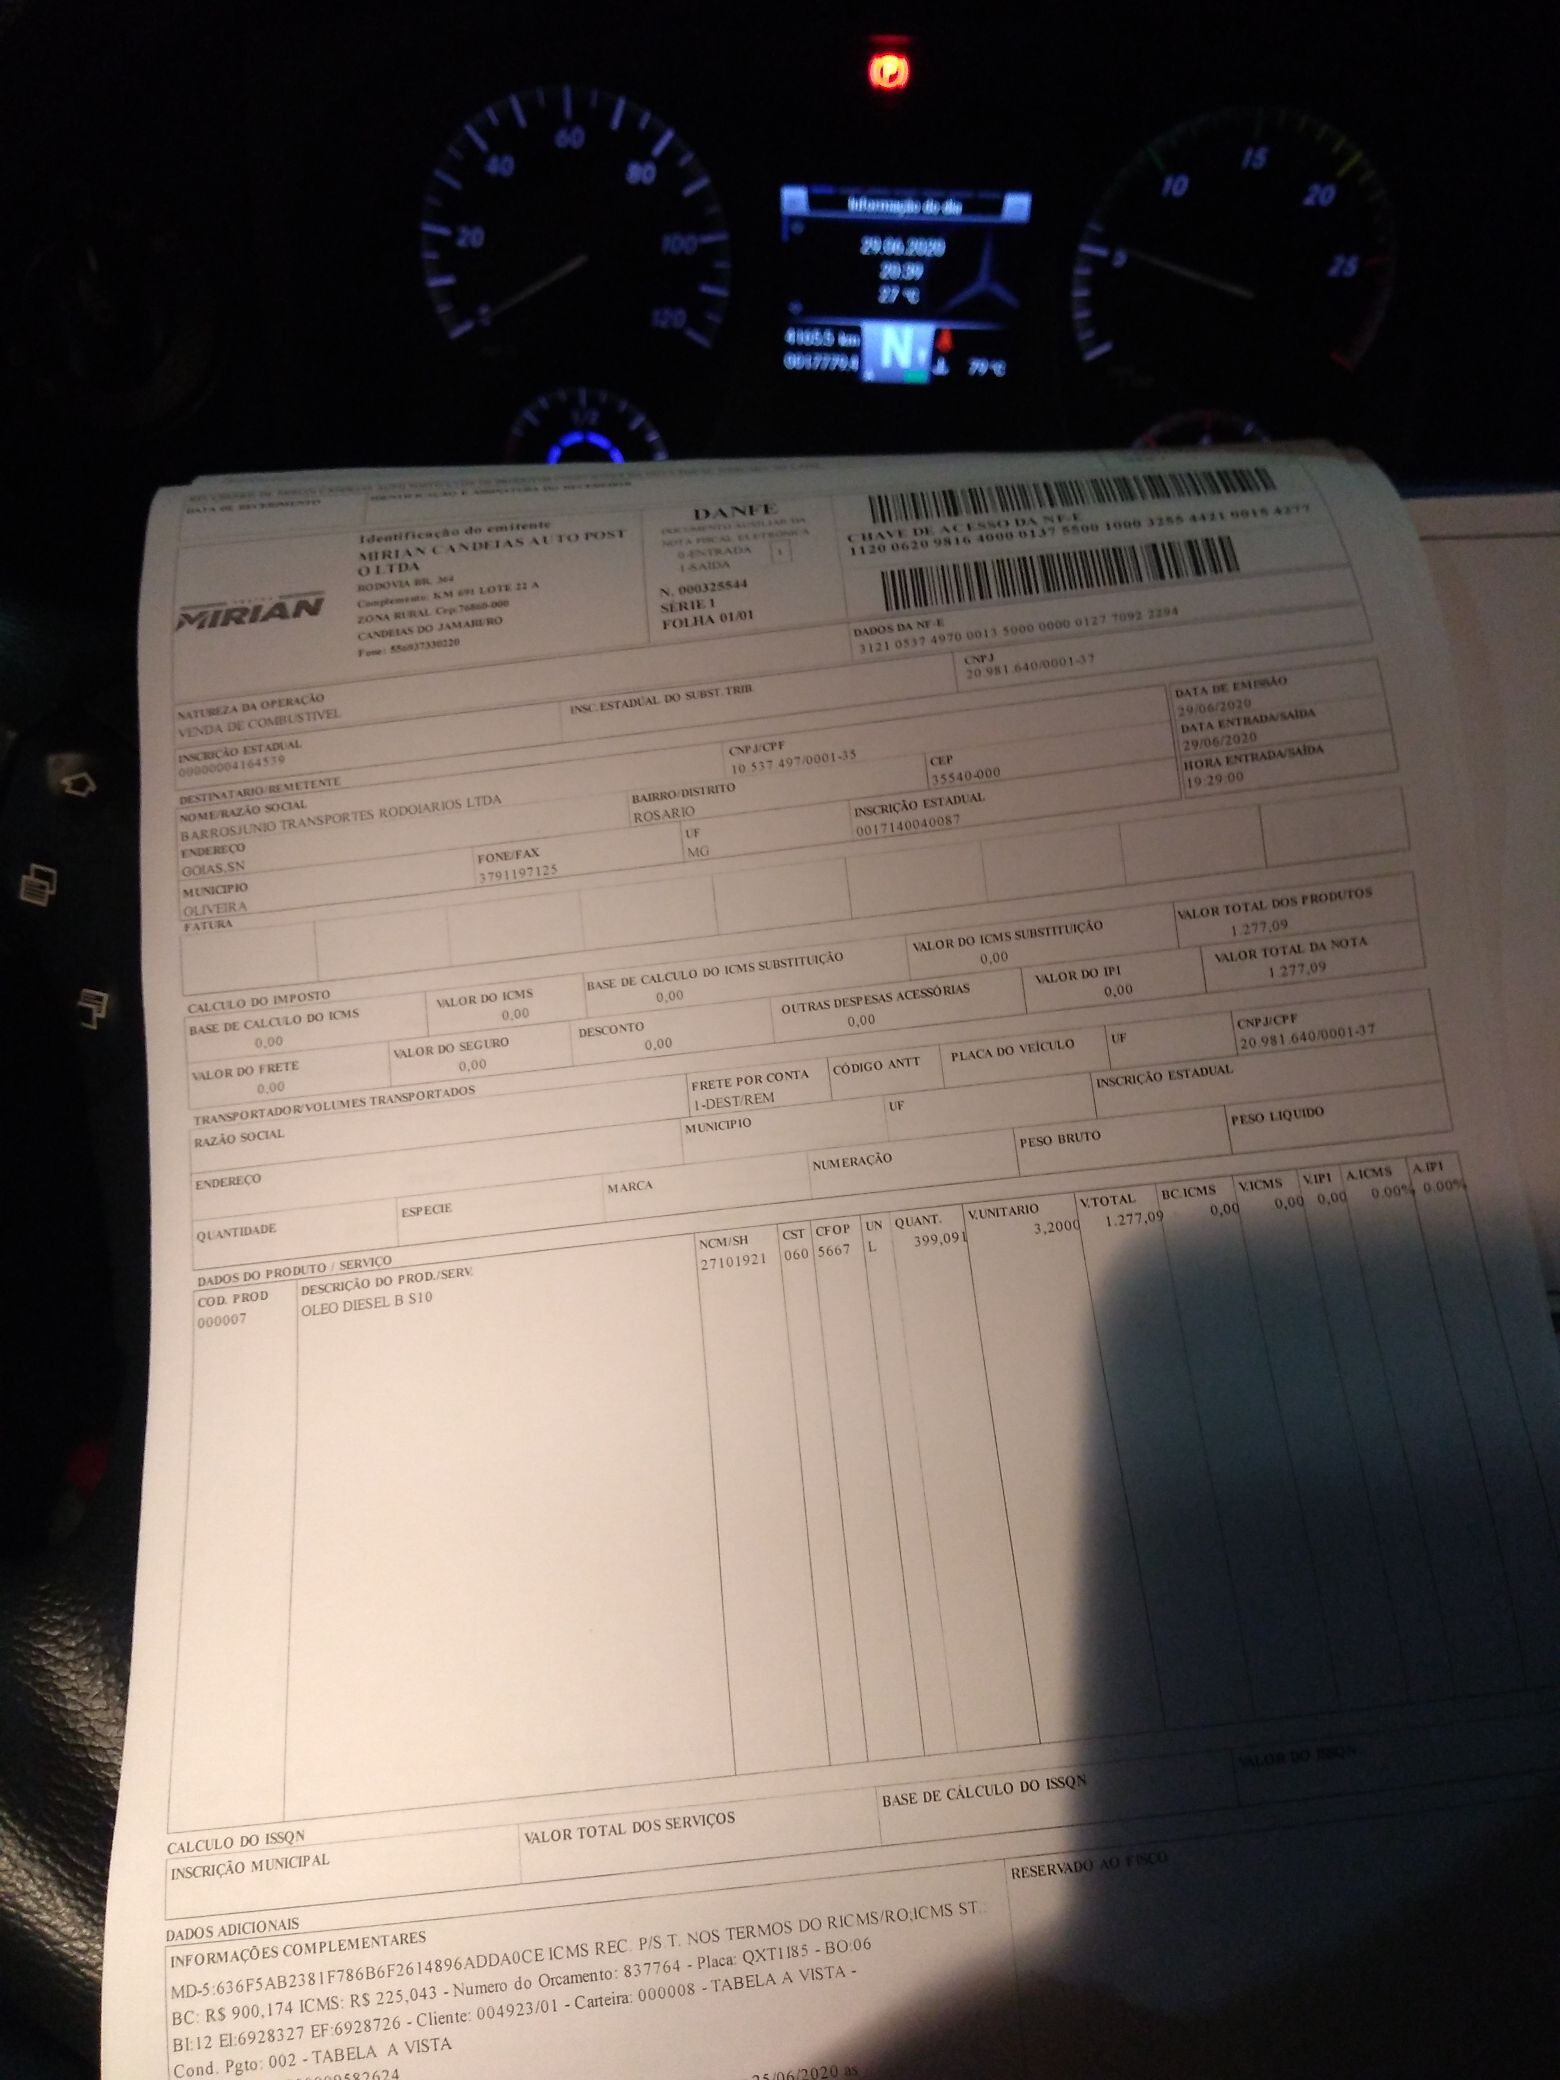 20
40
60
80
100
120
Informação do dia
29.06.2020
20:39
27 °C
41055 km
N
79°C
1/2
5
10
15
20
25
DATA DE RECEBIMENTO
IDENTIFICAÇÃO E ASSINATURA DO RECEBEDOR
MIRIAN
Identificação do emitente
MIRIAN CANDEIAS AUTO POST
O LTDA
RODOVIA BR. 364
Complemento: KM 691 LOTE 22 A
ZONA RURAL Cep:76860-000
CANDEIAS DO JAMARI/RO
Fone: 556937330220
DANFE
DOCUMENTO AUXILIAR DA
NOTA FISCAL ELETRÔNICA
0-ENTRADA
1-SAÍDA
1
N. 000325544
SÉRIE 1
FOLHA 01/01
CHAVE DE ACESSO DA NF-E
1120 0620 9816 4000 0137 5500 1000 3255 4421 9015 4277
DADOS DA NF-E
3121 0537 4970 0013 5000 0000 0127 7092 2294
NATUREZA DA OPERAÇÃO
VENDA DE COMBUSTIVEL
INSC.ESTADUAL DO SUBST.TRIB.
CNPJ
20.981.640/0001-37
INSCRIÇÃO ESTADUAL
00000004164539
DESTINATARIO/REMETENTE
NOME/RAZÃO SOCIAL
BARROSJUNIO TRANSPORTES RODOIARIOS LTDA
CNPJ/CPF
10.537.497/0001-35
DATA DE EMISSÃO
29/06/2020
ENDEREÇO
GOIAS,SN
BAIRRO/DISTRITO
ROSARIO
CEP
35540-000
DATA ENTRADA/SAÍDA
29/06/2020
MUNICIPIO
OLIVEIRA
FONE/FAX
3791197125
UF
MG
INSCRIÇÃO ESTADUAL
0017140040087
HORA ENTRADA/SAÍDA
19:29:00
FATURA
CALCULO DO IMPOSTO
BASE DE CALCULO DO ICMS
0,00
VALOR DO ICMS
0,00
BASE DE CALCULO DO ICMS SUBSTITUIÇÃO
0,00
VALOR DO ICMS SUBSTITUIÇÃO
0,00
VALOR TOTAL DOS PRODUTOS
1.277,09
VALOR DO FRETE
0,00
VALOR DO SEGURO
0,00
DESCONTO
0,00
OUTRAS DESPESAS ACESSÓRIAS
0,00
VALOR DO IPI
0,00
VALOR TOTAL DA NOTA
1.277,09
TRANSPORTADOR/VOLUMES TRANSPORTADOS
RAZÃO SOCIAL
FRETE POR CONTA
1-DEST/REM
CÓDIGO ANTT
PLACA DO VEÍCULO
UF
CNPJ/CPF
20.981.640/0001-37
ENDEREÇO
MUNICIPIO
UF
INSCRIÇÃO ESTADUAL
QUANTIDADE
ESPECIE
MARCA
NUMERAÇÃO
PESO BRUTO
PESO LIQUIDO
DADOS DO PRODUTO / SERVIÇO
COD. PROD DESCRIÇÃO DO PROD./SERV. NCM/SH CST CFOP UN QUANT. V.UNITARIO V.TOTAL BC.ICMS V.ICMS V.IPI A.ICMS A.IPI
000007 OLEO DIESEL B S10 27101921 060 5667 L 399,091 3,2000 1.277,09 0,00 0,00 0,00 0.00% 0.00%
CALCULO DO ISSQN
INSCRIÇÃO MUNICIPAL
VALOR TOTAL DOS SERVIÇOS
BASE DE CÁLCULO DO ISSQN
VALOR DO ISSQN
DADOS ADICIONAIS
INFORMAÇÕES COMPLEMENTARES
RESERVADO AO FISCO
MD-5:636F5AB2381F786B6F2614896ADDA0CE ICMS REC. P/S.T. NOS TERMOS DO RICMS/RO;ICMS ST.:
BC: R$ 900,174 ICMS: R$ 225,043 - Numero do Orcamento: 837764 - Placa: QXT1I85 - BO:06
BI:12 EI:6928327 EF:6928726 - Cliente: 004923/01 - Carteira: 000008 - TABELA A VISTA -
Cond. Pgto: 002 - TABELA A VISTA
25/06/2020 as